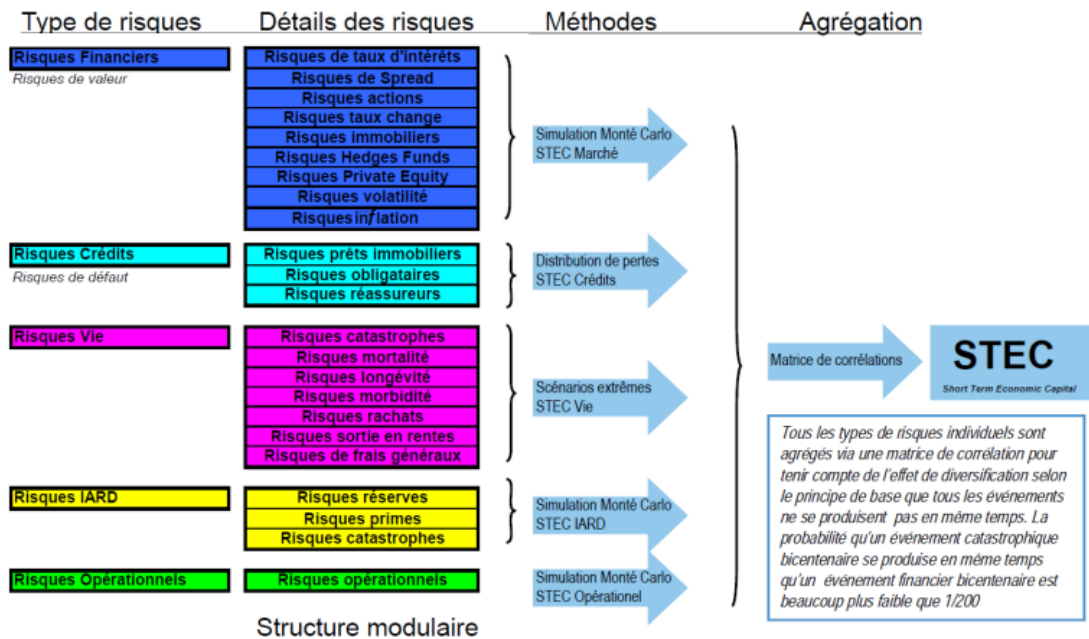 Type de risques
Détails des risques
Méthodes
Agrégation
Risques Financiers
Risques de valeur
Risques de taux d'intérêts
Risques de Spread
Risques actions
Risques taux change
Risques immobiliers
Risques Hedges Funds
Risques Private Equity
Risques volatilité
Risques inflation
Simulation Monté Carlo
STEC Marché
Risques Crédits
Risques de défaut
Risques prêts immobiliers
Risques obligataires
Risques réassureurs
Distribution de pertes
STEC Crédits
Risques Vie
Risques catastrophes
Risques mortalité
Risques longévité
Risques morbidité
Risques rachats
Risques sortie en rentes
Risques de frais généraux
Scénarios extrêmes
STEC Vie
Risques IARD
Risques réserves
Risques primes
Risques catastrophes
Simulation Monté Carlo
STEC IARD
Risques Opérationnels
Risques opérationnels
Simulation Monté Carlo
STEC Opérationel
Matrice de corrélations
STEC
Short Term Economic Capital
Tous les types de risques individuels sont
agrégés via une matrice de corrélation pour
tenir compte de l'effet de diversification selon
le principe de base que tous les événements
ne se produisent pas en même temps. La
probabilité qu'un événement catastrophique
bicentenaire se produise en même temps
qu'un événement financier bicentenaire est
beaucoup plus faible que 1/200
Structure modulaire